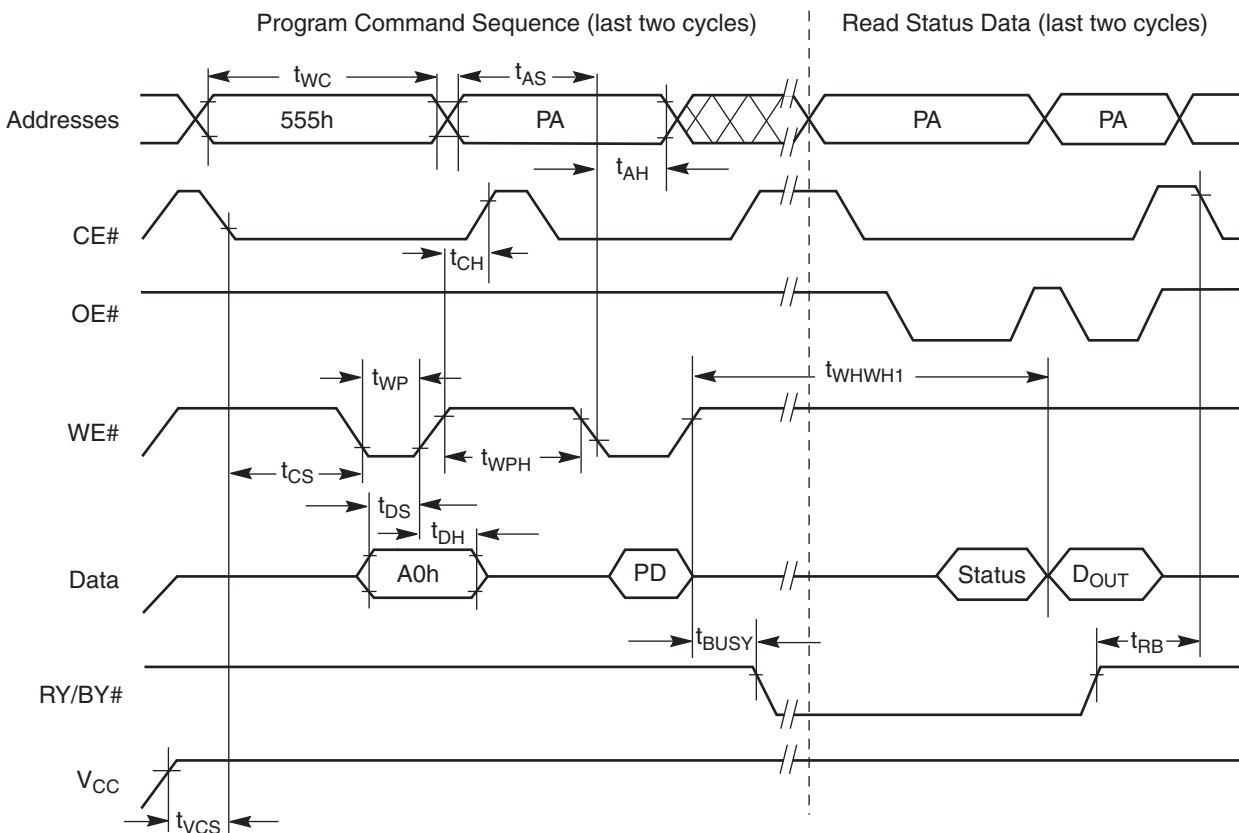 Program Command Sequence (last two cycles) Read Status Data (last two cycles)
tWC tAS
Addresses 555h PA PA PA
tAH
CE#
tCH
OE#
tWP tWHWH1
WE#
tCS tWPH
tDS
tDH
Data A0h PD Status DOUT
tBUSY tRB
RY/BY#
VCC
tVCS